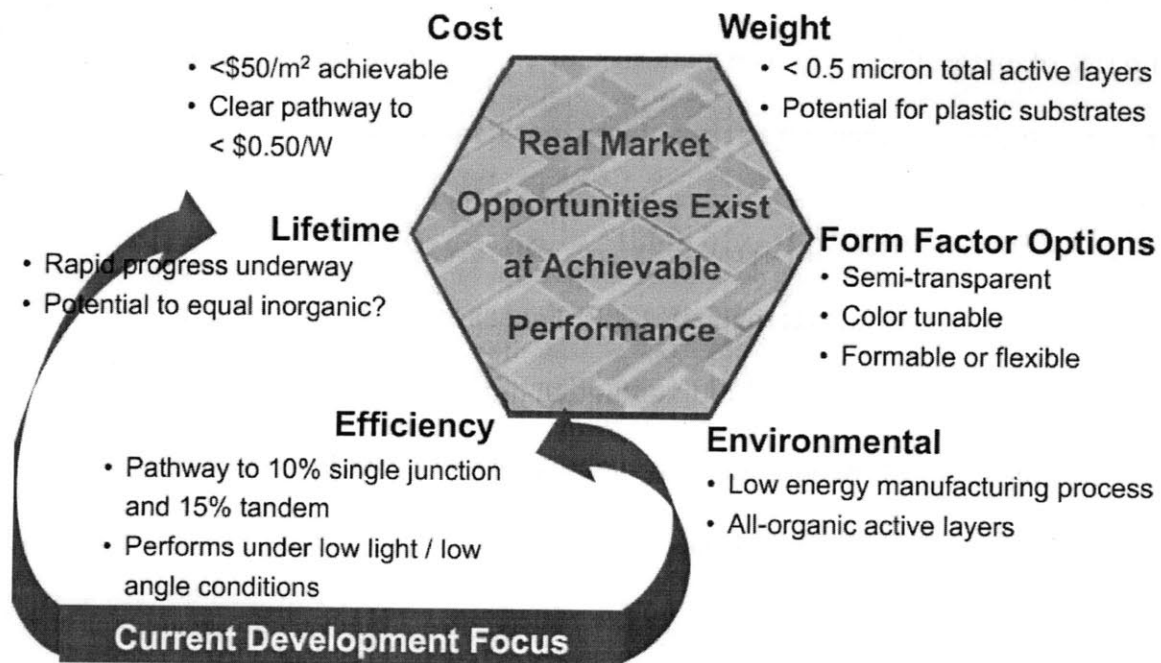 Cost
• <$50/m² achievable
• Clear pathway to
< $0.50/W
Weight
• < 0.5 micron total active layers
• Potential for plastic substrates
Real Market
Opportunities Exist
at Achievable
Performance
Lifetime
• Rapid progress underway
• Potential to equal inorganic?
Form Factor Options
• Semi-transparent
• Color tunable
• Formable or flexible
Efficiency
• Pathway to 10% single junction
and 15% tandem
• Performs under low light / low
angle conditions
Environmental
• Low energy manufacturing process
• All-organic active layers
Current Development Focus